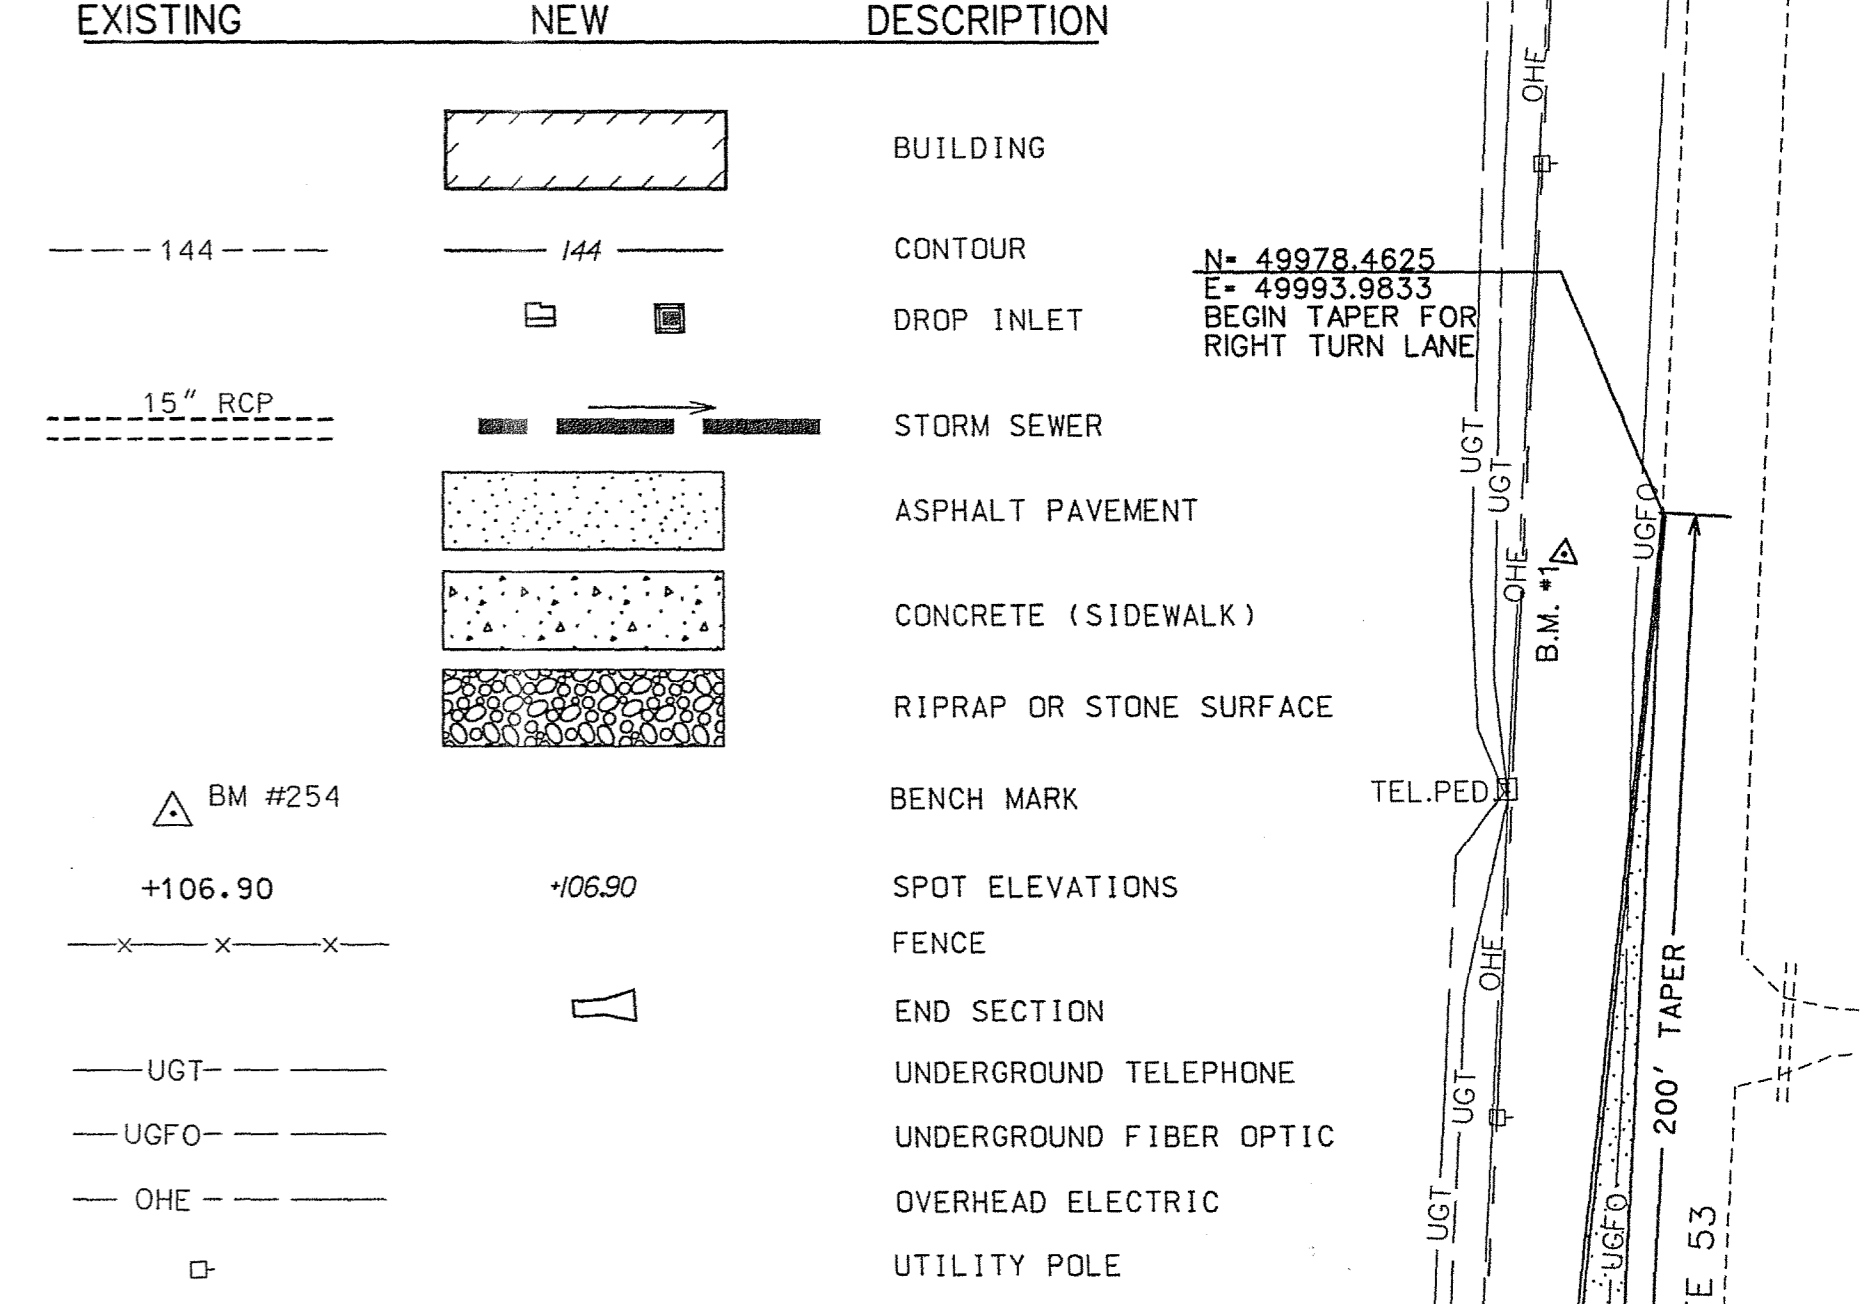 EXISTING NEW DESCRIPTION
BUILDING
144 144 CONTOUR
DROP INLET
15" RCP
STORM SEWER
ASPHALT PAVEMENT
CONCRETE (SIDEWALK)
RIPRAP OR STONE SURFACE
BM #254 BENCH MARK
+106.90 +106.90 SPOT ELEVATIONS
x x x FENCE
END SECTION
UGT UNDERGROUND TELEPHONE
UGFO UNDERGROUND FIBER OPTIC
OHE OVERHEAD ELECTRIC
UTILITY POLE
OHE
N= 49978.4625
E= 49993.9833
BEGIN TAPER FOR
RIGHT TURN LANE
UGT
UGT
UGFO
OHE
B.M. #1
TEL.PED.
OHE
200' TAPER
UGT
UGT
UGFO
TE 53